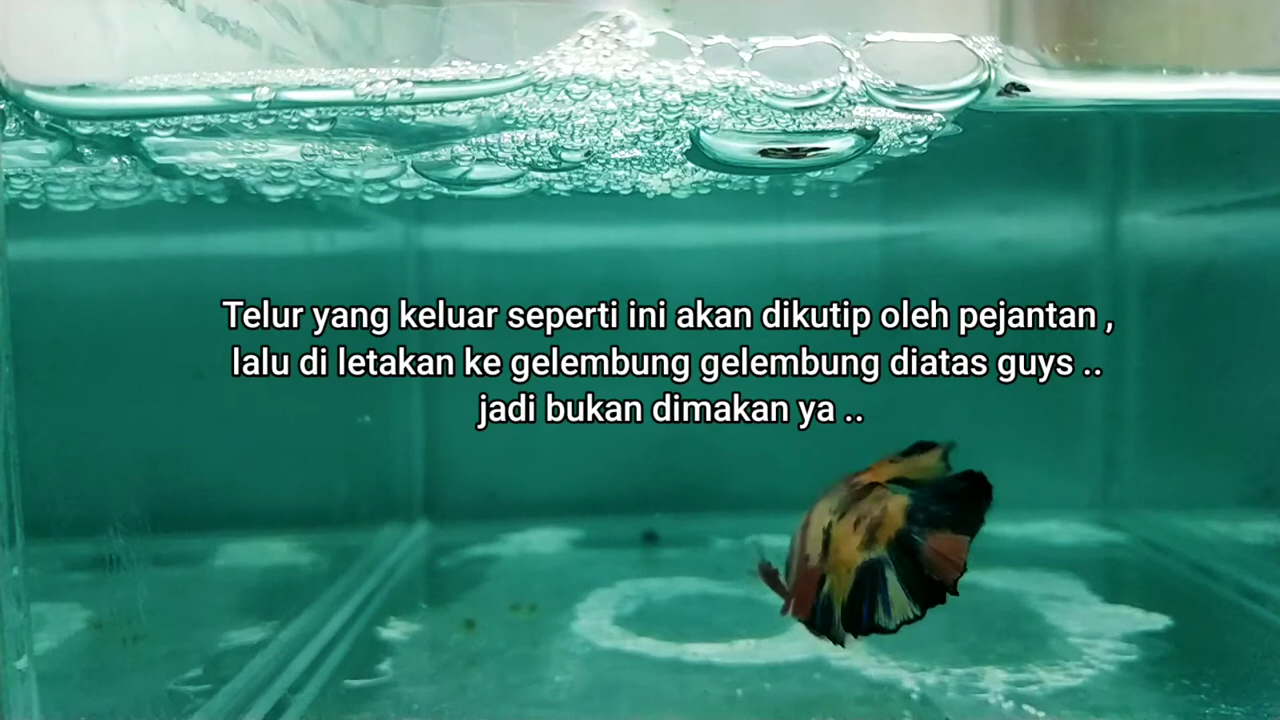 Telur yang keluar seperti ini akan dikutip oleh pejantan ,
lalu di letakan ke gelembung gelembung diatas guys ..
jadi bukan dimakan ya ..